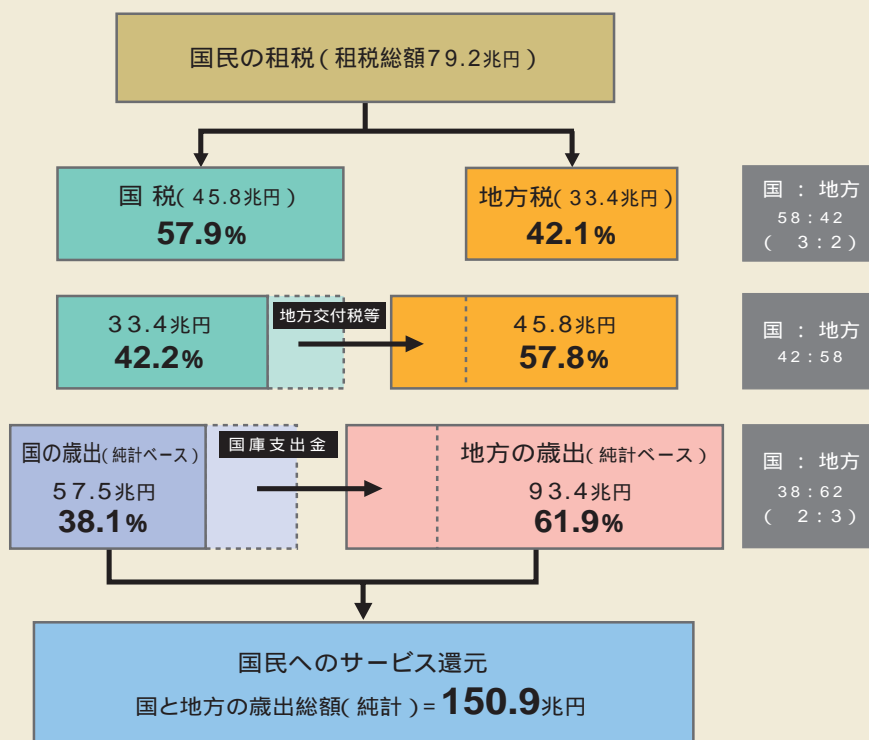 国民の租税(租税総額79.2兆円)
国 税(45.8兆円)
57.9%
地方税(33.4兆円)
42.1%
国 : 地方
58:42
( 3:2)
33.4兆円
42.2%
地方交付税等
45.8兆円
57.8%
国 : 地方
42:58
国の歳出(純計ベース)
57.5兆円
38.1%
国庫支出金
地方の歳出(純計ベース)
93.4兆円
61.9%
国 : 地方
38:62
( 2:3)
国民へのサービス還元
国と地方の歳出総額(純計)=150.9兆円